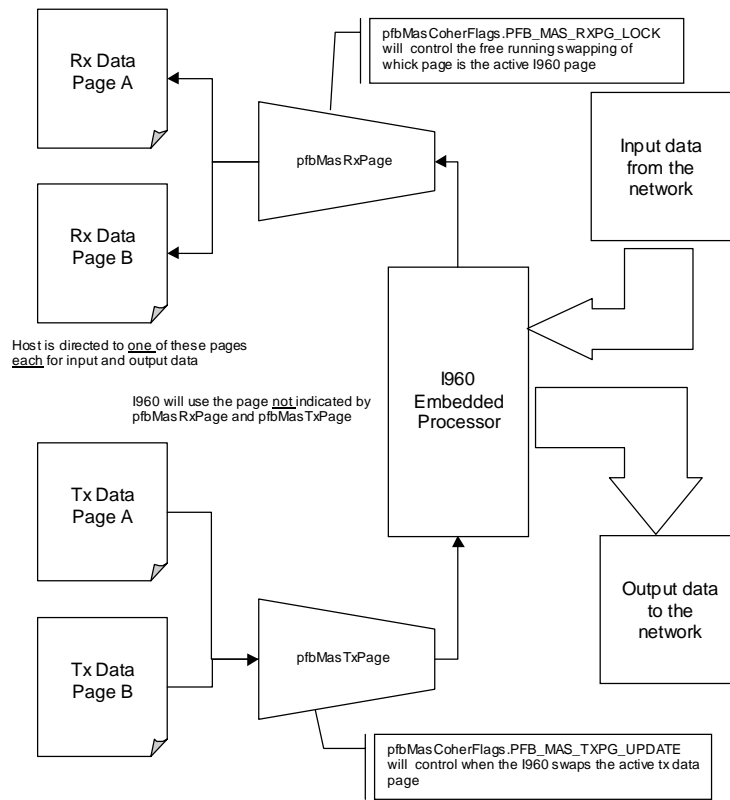 pfbMasCoherFlags.PFB_MAS_RXPG_LOCK
will control the free running swapping of
whick page is the active I960 page
Rx Data
Page A
pfbMasRxPage
Input data
from the
network
Rx Data
Page B
Host is directed to one of these pages
each for input and output data
I960 will use the page not indicated by
pfbMasRxPage and pfbMasTxPage
I960
Embedded
Processor
Tx Data
Page A
Output data
to the
network
Tx Data
Page B
pfbMasTxPage
pfbMasCoherFlags.PFB_MAS_TXPG_UPDATE
will control when the I960 swaps the active tx data
page